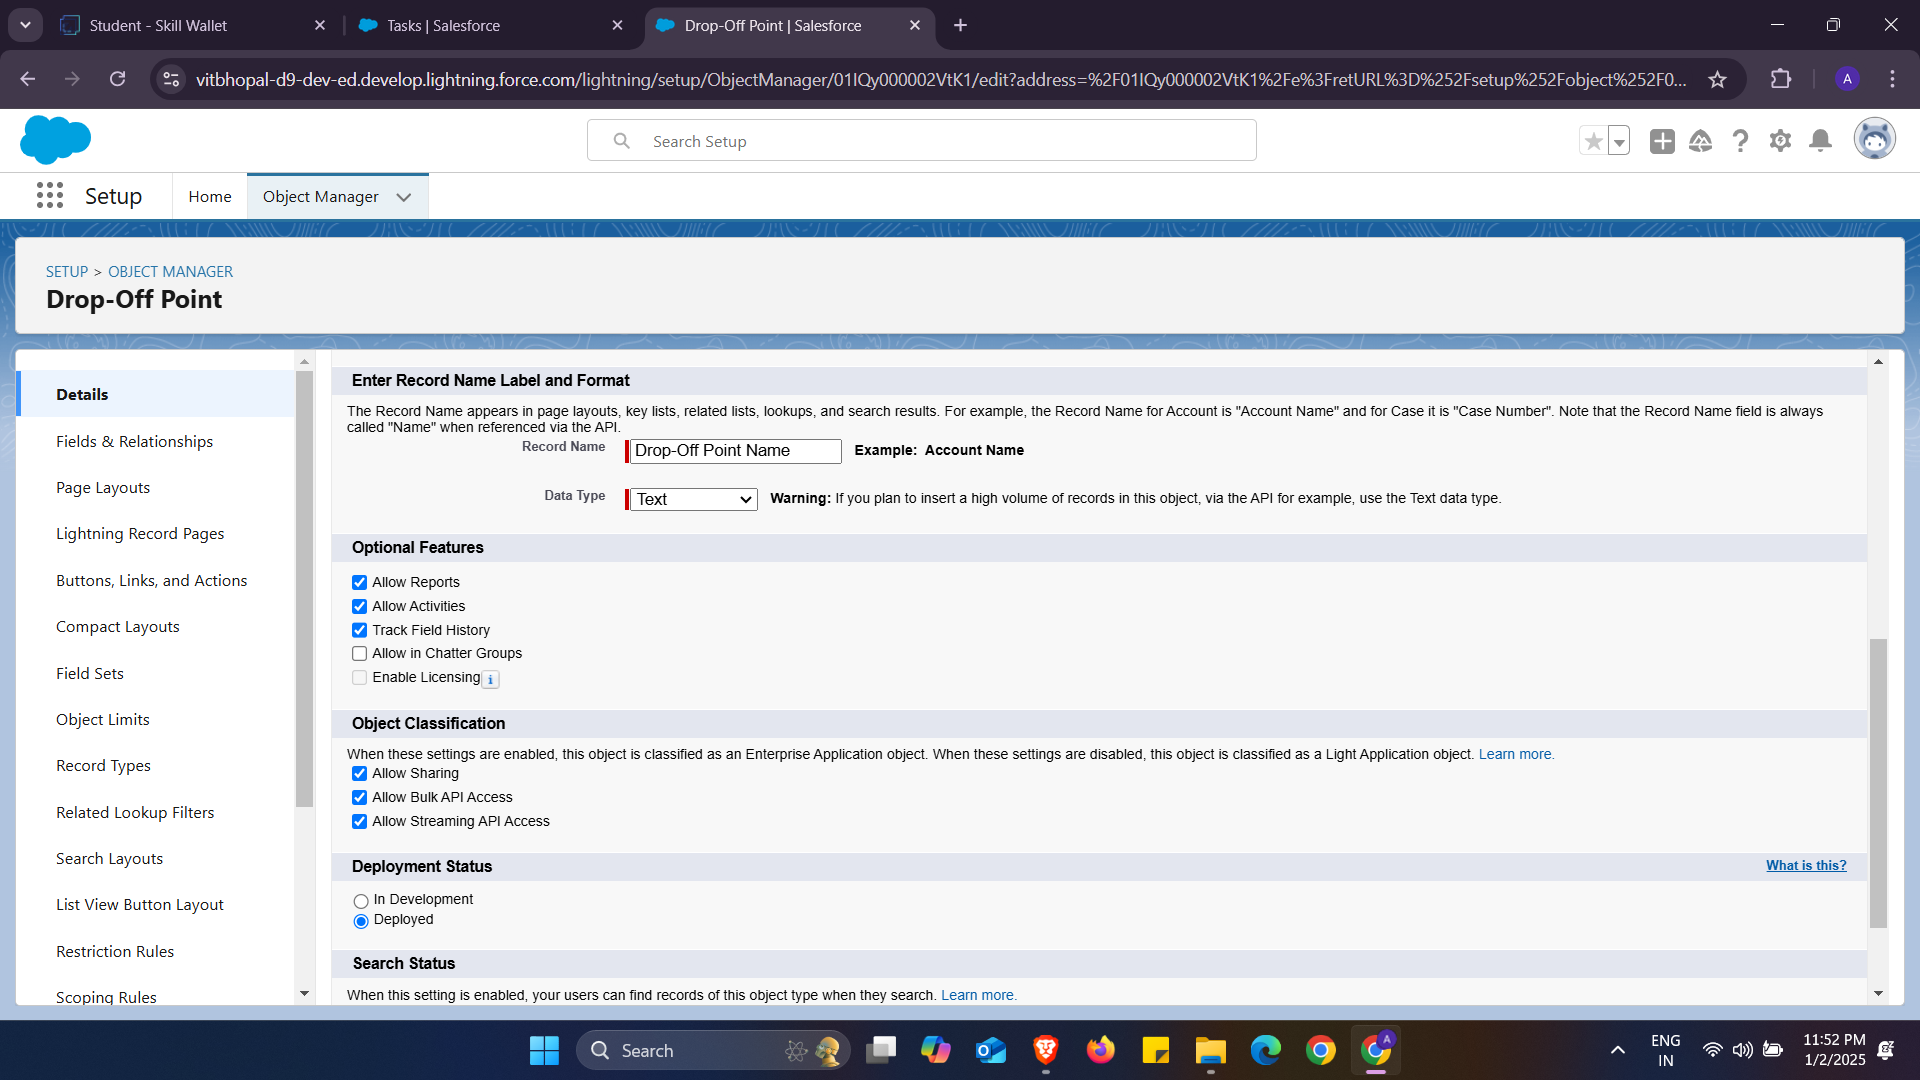 Student - Skill Wallet
Tasks | Salesforce
Drop-Off Point | Salesforce
vitbhopal-d9-dev-ed.develop.lightning.force.com/lightning/setup/ObjectManager/01IQy000002VtK1/edit?address=%2F01IQy000002VtK1%2Fe%3FretURL%3D%252Fsetup%252Fobject%252F0...
A
Search Setup
Setup
Home
Object Manager
SETUP > OBJECT MANAGER
Drop-Off Point
Details
Fields & Relationships
Page Layouts
Lightning Record Pages
Buttons, Links, and Actions
Compact Layouts
Field Sets
Object Limits
Record Types
Related Lookup Filters
Search Layouts
List View Button Layout
Restriction Rules
Scoping Rules
Enter Record Name Label and Format
The Record Name appears in page layouts, key lists, related lists, lookups, and search results. For example, the Record Name for Account is "Account Name" and for Case it is "Case Number". Note that the Record Name field is always
called "Name" when referenced via the API.
Record Name Drop-Off Point Name Example: Account Name
Data Type Text Warning: If you plan to insert a high volume of records in this object, via the API for example, use the Text data type.
Optional Features
Allow Reports
Allow Activities
Track Field History
Allow in Chatter Groups
Enable Licensing i
Object Classification
When these settings are enabled, this object is classified as an Enterprise Application object. When these settings are disabled, this object is classified as a Light Application object. Learn more.
Allow Sharing
Allow Bulk API Access
Allow Streaming API Access
Deployment Status What is this?
In Development
Deployed
Search Status
When this setting is enabled, your users can find records of this object type when they search. Learn more.
Search
A
ENG
IN
11:52 PM
1/2/2025